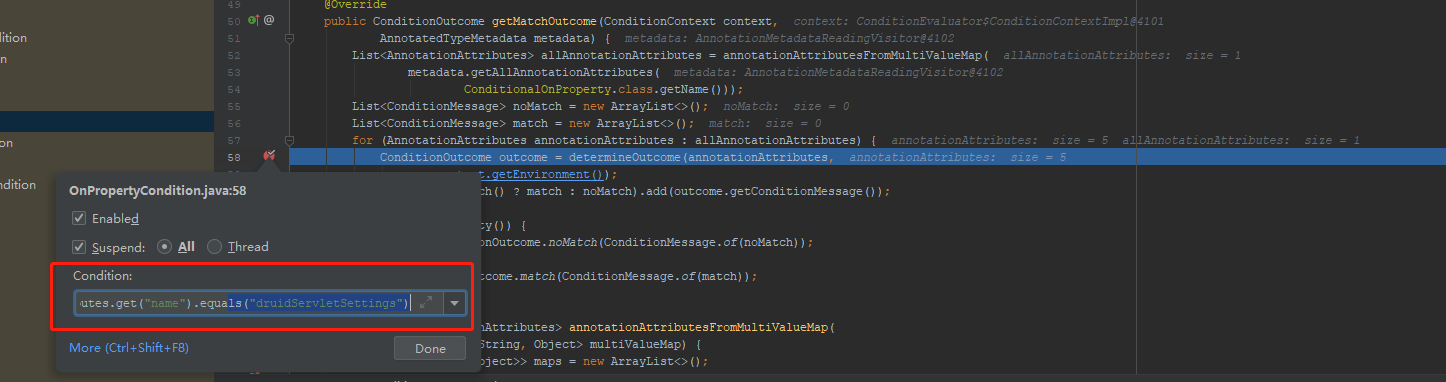 49 @Override
50 public ConditionOutcome getMatchOutcome(ConditionContext context, context: ConditionEvaluator$ConditionContextImpl@4101
dition
51 AnnotatedTypeMetadata metadata) { metadata: AnnotationMetadataReadingVisitor@4102
n
52 List<AnnotationAttributes> allAnnotationAttributes = annotationAttributesFromMultiValueMap( allAnnotationAttributes: size = 1
53 metadata.getAllAnnotationAttributes( metadata: AnnotationMetadataReadingVisitor@4102
54 ConditionalOnProperty.class.getName()));
55 List<ConditionMessage> noMatch = new ArrayList<>(); noMatch: size = 0
56 List<ConditionMessage> match = new ArrayList<>(); match: size = 0
on
57 for (AnnotationAttributes annotationAttributes : allAnnotationAttributes) { annotationAttributes: size = 5 allAnnotationAttributes: size = 1
58 ConditionOutcome outcome = determineOutcome(annotationAttributes, annotationAttributes: size = 5
t.getEnvironment());
ondition
OnPropertyCondition.java:58
ch() ? match : noMatch).add(outcome.getConditionMessage());
Enabled
ty()) {
Suspend: All Thread
onOutcome.noMatch(ConditionMessage.of(noMatch));
Condition:
tcome.match(ConditionMessage.of(match));
utes.get("name").equals("druidServletSettings")
nAttributes> annotationAttributesFromMultiValueMap(
More (Ctrl+Shift+F8) Done
String, Object> multiValueMap) {
bject>> maps = new ArrayList<>();